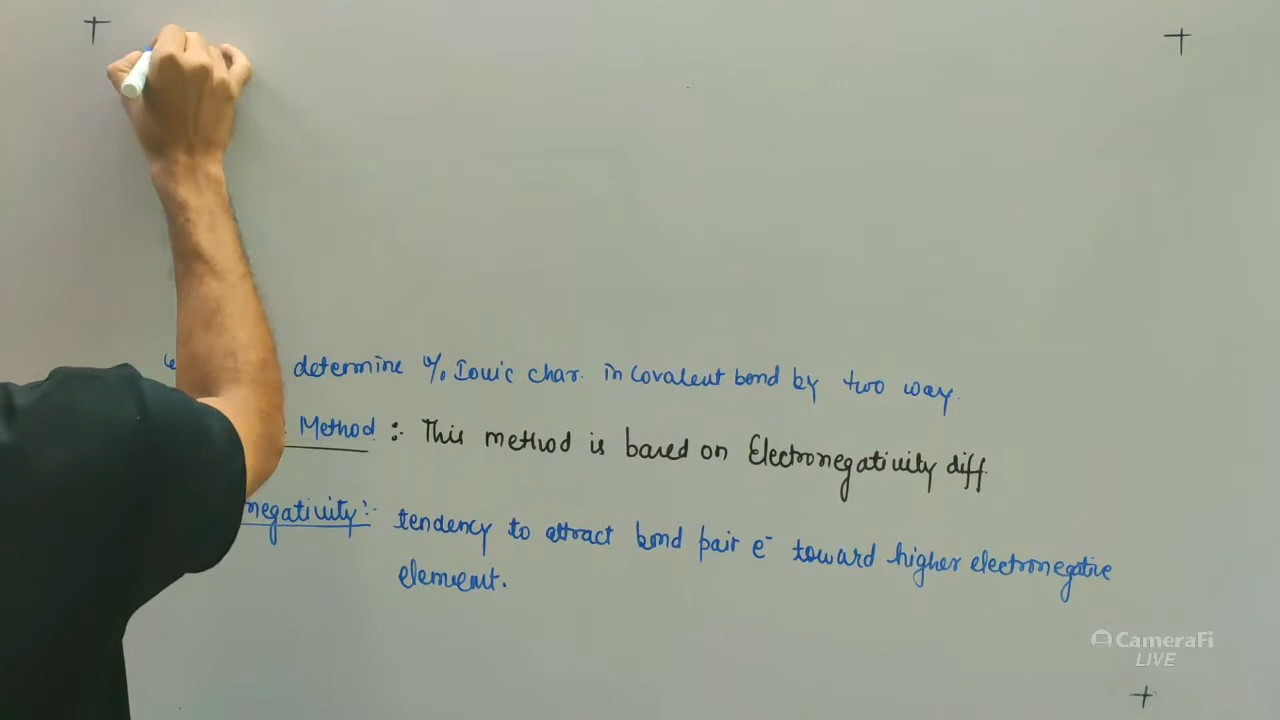 determine % Ionic char. in Covalent bond by two way.
Method :- This method is based on Electronegativity diff.
negativity:- tendency to attract bond pair e⁻ toward higher electronegative
element.
CameraFi
LIVE